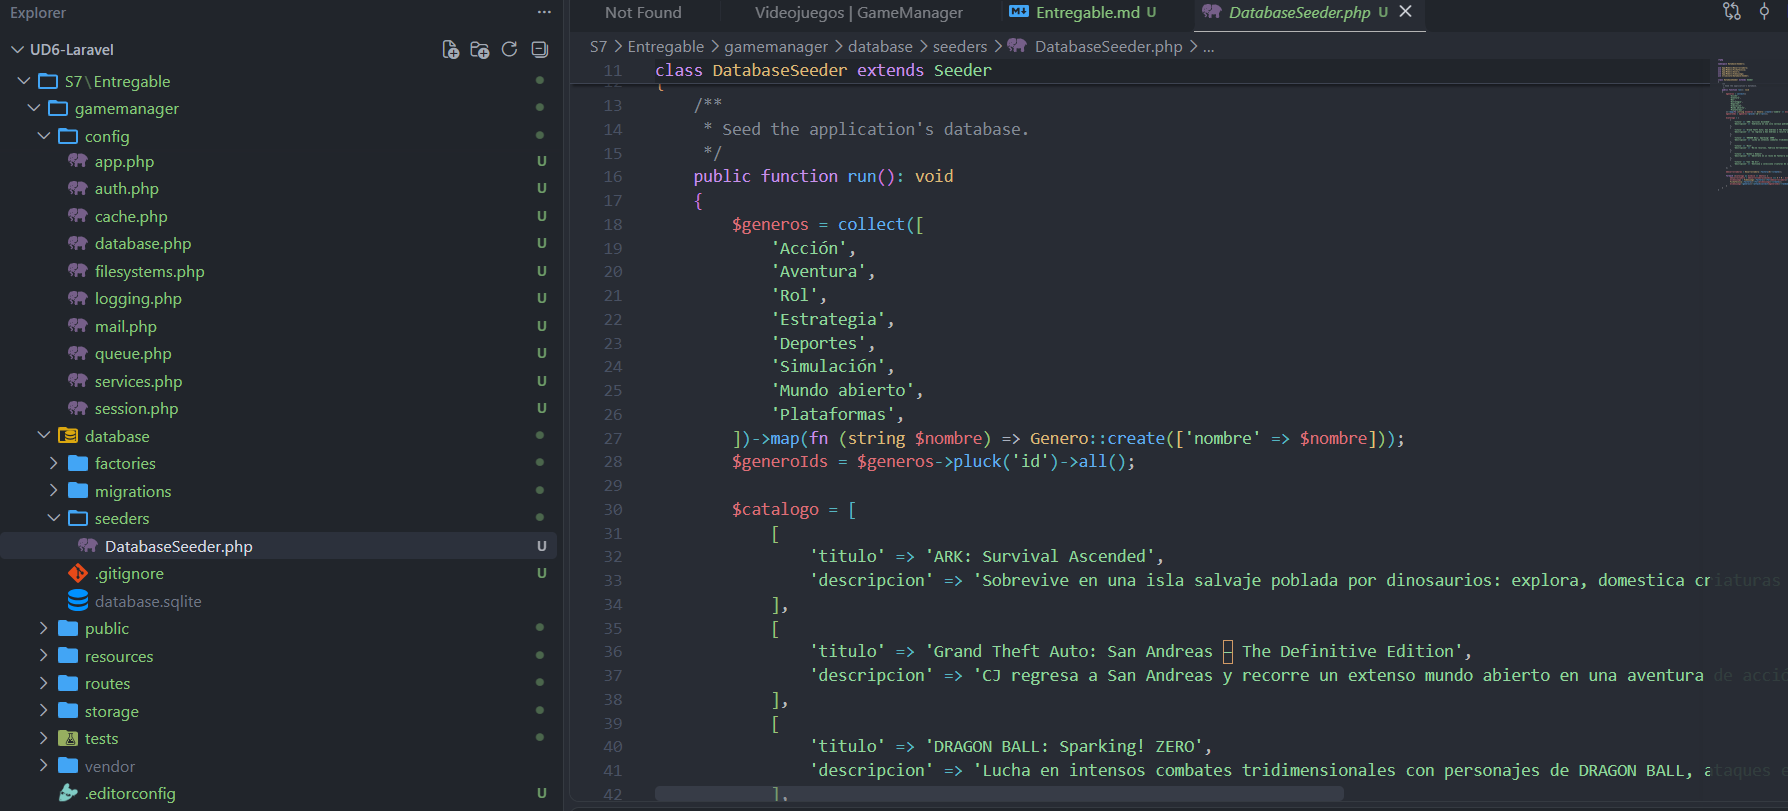 Explorer
UD6-Laravel
S7\Entregable
gamemanager
config
app.php U
auth.php U
cache.php U
database.php U
filesystems.php U
logging.php U
mail.php U
queue.php U
services.php U
session.php U
database
factories
migrations
seeders
DatabaseSeeder.php U
.gitignore U
database.sqlite
public
resources
routes
storage
tests
vendor
.editorconfig U
Not Found
Videojuegos | GameManager
Entregable.md U
DatabaseSeeder.php U
S7 > Entregable > gamemanager > database > seeders > DatabaseSeeder.php > ...
11 class DatabaseSeeder extends Seeder
{
13 /**
14 * Seed the application's database.
15 */
16 public function run(): void
17 {
18 $generos = collect([
19 'Acción',
20 'Aventura',
21 'Rol',
22 'Estrategia',
23 'Deportes',
24 'Simulación',
25 'Mundo abierto',
26 'Plataformas',
27 ])->map(fn (string $nombre) => Genero::create(['nombre' => $nombre]));
28 $generoIds = $generos->pluck('id')->all();
29
30 $catalogo = [
31 [
32 'titulo' => 'ARK: Survival Ascended',
33 'descripcion' => 'Sobrevive en una isla salvaje poblada por dinosaurios: explora, domestica criaturas
34 ],
35 [
36 'titulo' => 'Grand Theft Auto: San Andreas – The Definitive Edition',
37 'descripcion' => 'CJ regresa a San Andreas y recorre un extenso mundo abierto en una aventura de acció
38 ],
39 [
40 'titulo' => 'DRAGON BALL: Sparking! ZERO',
41 'descripcion' => 'Lucha en intensos combates tridimensionales con personajes de DRAGON BALL, ataques e
42 ],